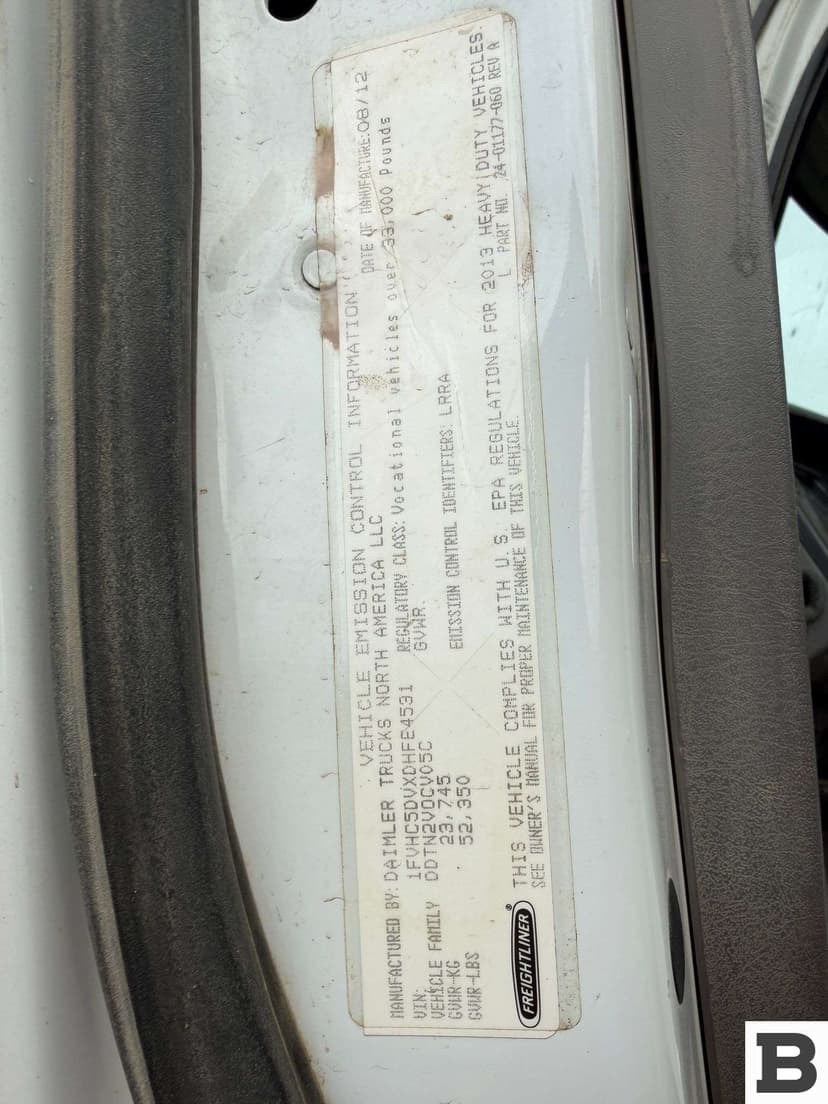 VEHICLE EMISSION CONTROL INFORMATION
MANUFACTURED BY: DAIMLER TRUCKS NORTH AMERICA LLC DATE OF MANUFACTURE: 08/12
VIN: 1FVHC5DVXDHFE4531 REGULATORY CLASS: Vocational vehicles over 33,000 Pounds
VEHICLE FAMILY DDTN2VOCV05C GVWR.
GVWR-KG 23,745
GVWR-LBS 52,350 EMISSION CONTROL IDENTIFIERS: LRRA
FREIGHTLINER®
THIS VEHICLE COMPLIES WITH U.S. EPA REGULATIONS FOR 2013 HEAVY DUTY VEHICLES.
SEE OWNER'S MANUAL FOR PROPER MAINTENANCE OF THIS VEHICLE. L PART NO. 24-01177-060 REV A
B